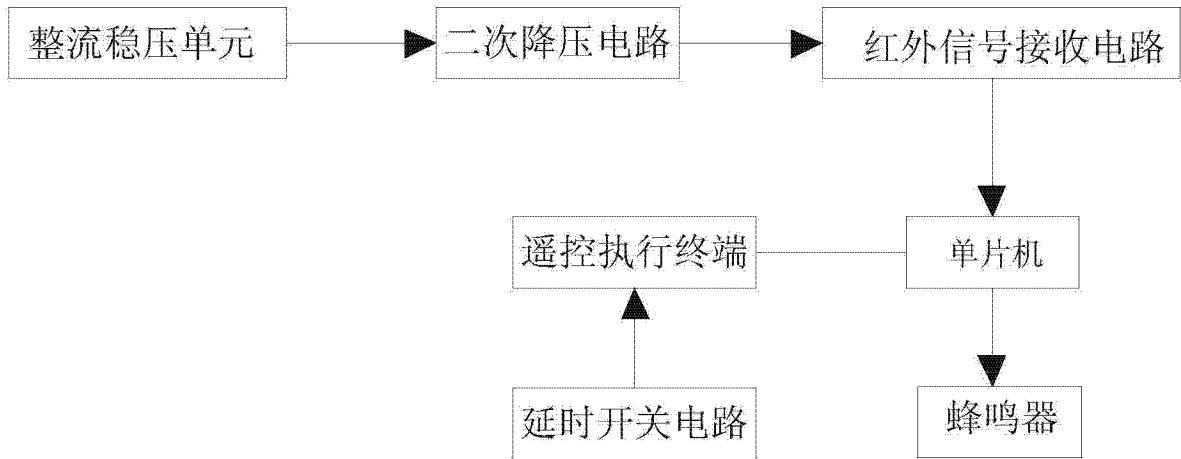 整流稳压单元
二次降压电路
红外信号接收电路
遥控执行终端
单片机
延时开关电路
蜂鸣器